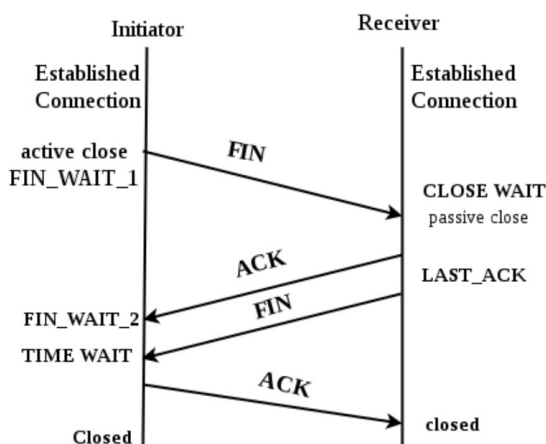 Initiator
Receiver
Established
Connection
Established
Connection
active close
FIN_WAIT_1
FIN
CLOSE WAIT
passive close
ACK
LAST_ACK
FIN
FIN_WAIT_2
TIME WAIT
ACK
closed
Closed